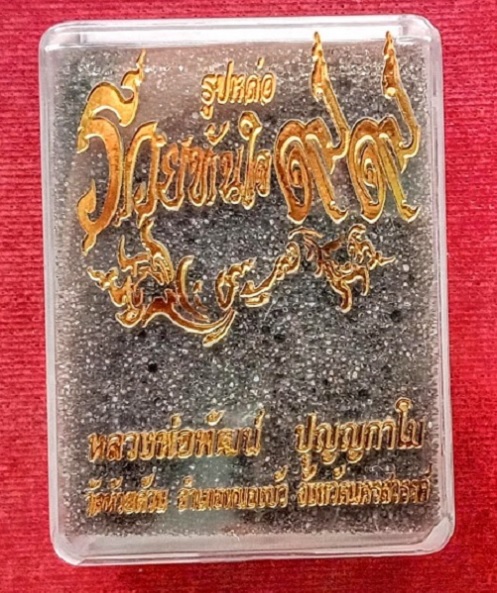 รูปหล่อ
รวยทันใจ ๙๙
หลวงพ่อพัฒน์ ปุญญกาโม
วัดห้วยด้วน อำเภอหนองบัว จังหวัดนครสวรรค์